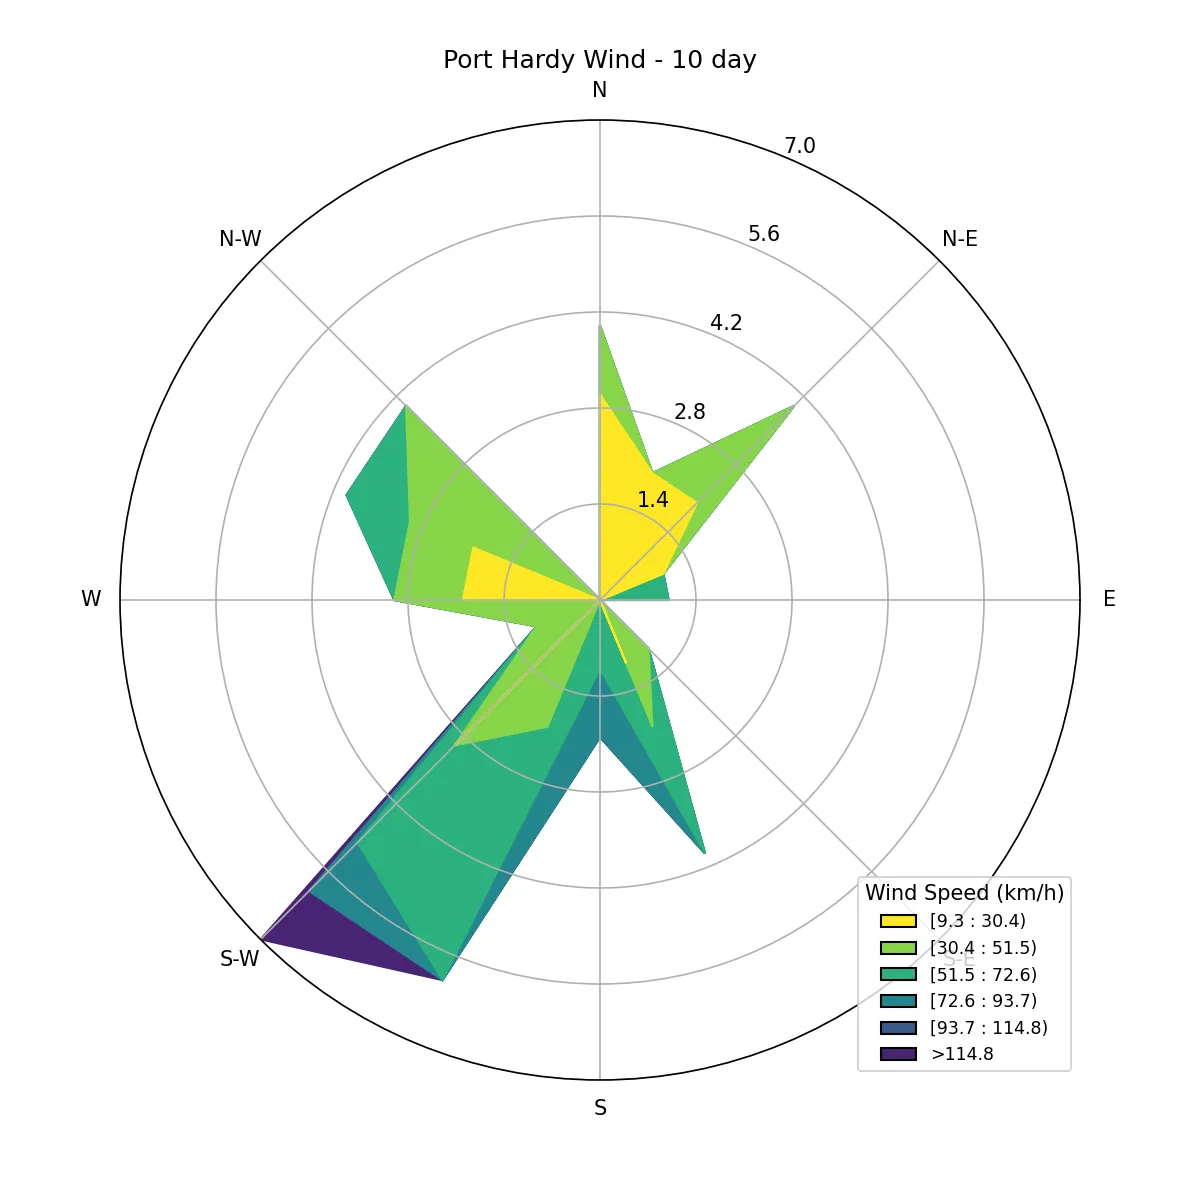 Port Hardy Wind - 10 day
N
7.0
N-W
5.6
N-E
4.2
2.8
1.4
W
E
S-W
S-E
Wind Speed (km/h)
[9.3 : 30.4)
[30.4 : 51.5)
[51.5 : 72.6)
[72.6 : 93.7)
[93.7 : 114.8)
>114.8
S